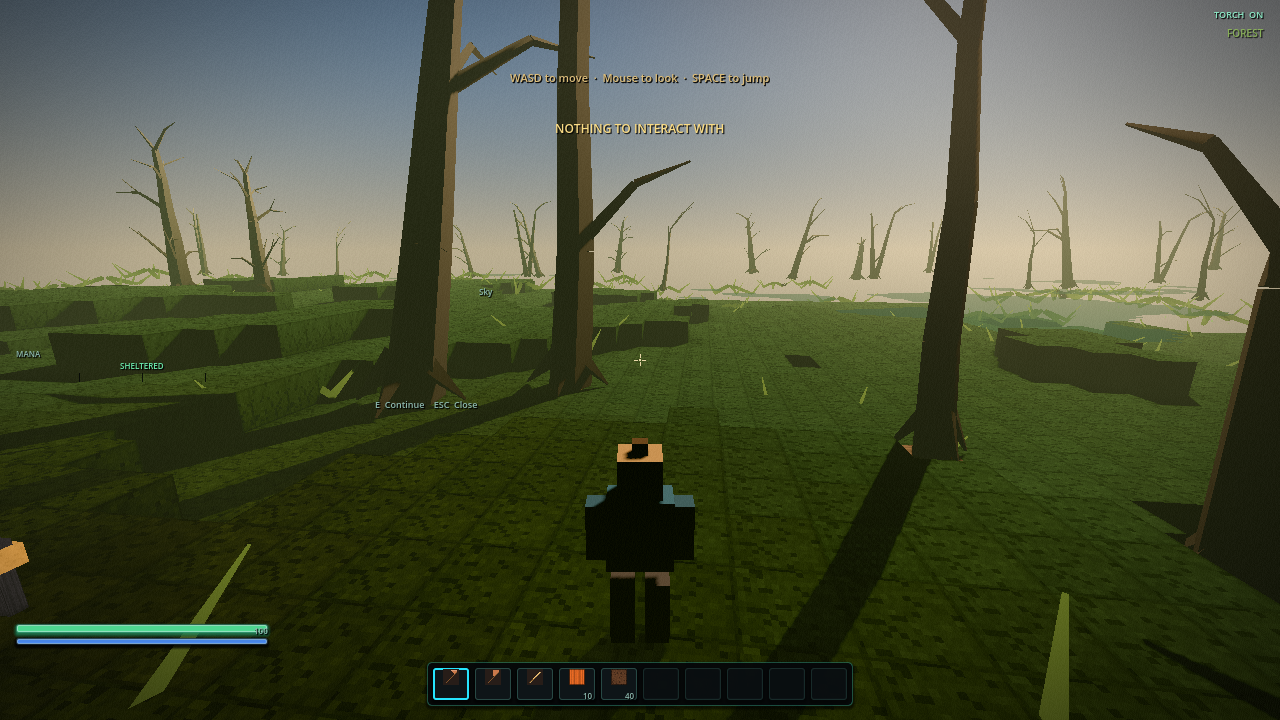 TORCH ON
FOREST
WASD to move · Mouse to look · SPACE to jump
NOTHING TO INTERACT WITH
Sky
MANA
SHELTERED
E Continue ESC Close
100
10
40